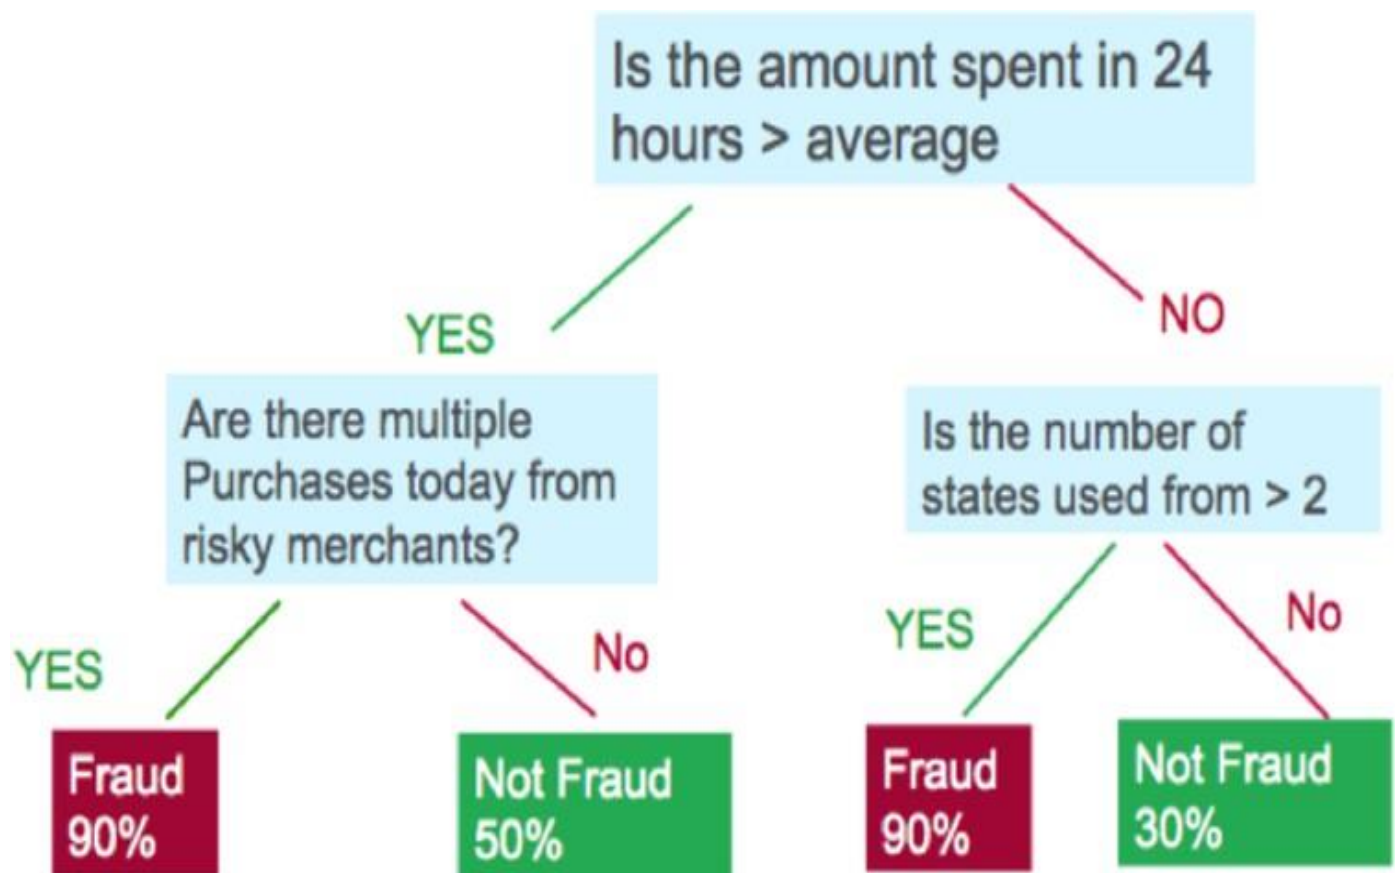 Is the amount spent in 24
hours > average
YES
NO
Are there multiple
Purchases today from
risky merchants?
Is the number of
states used from > 2
YES
No
YES
No
Fraud
90%
Not Fraud
50%
Fraud
90%
Not Fraud
30%